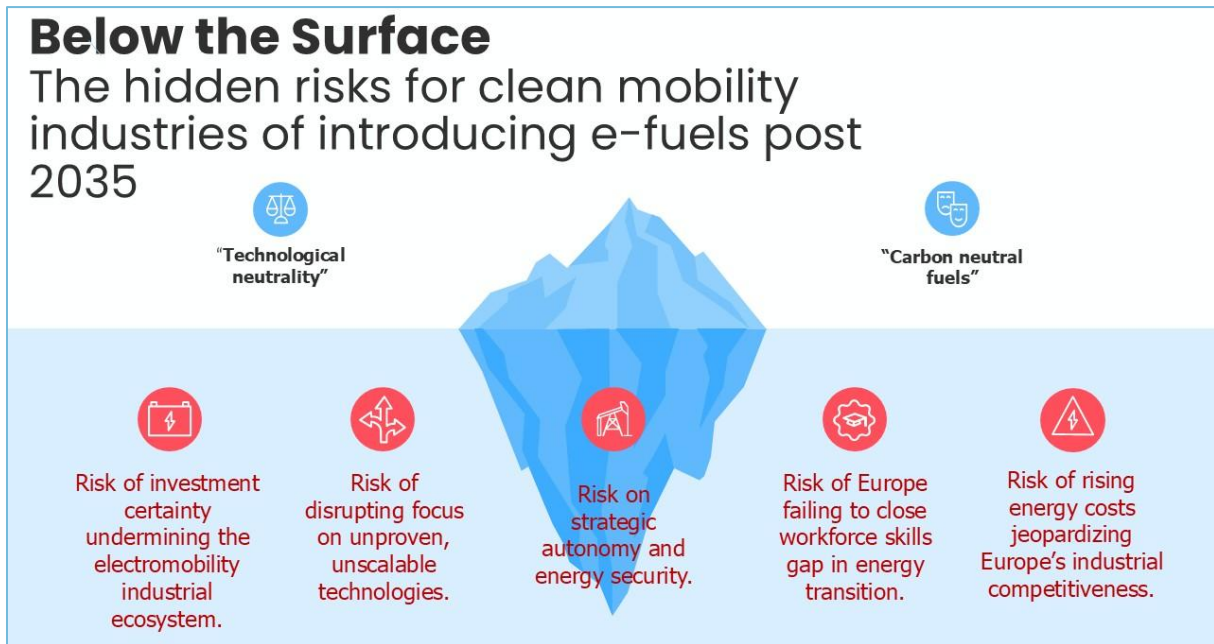 Below the Surface
The hidden risks for clean mobility
industries of introducing e-fuels post
2035
“Technological
neutrality”
“Carbon neutral
fuels”
Risk of investment
certainty
undermining the
electromobility
industrial
ecosystem.
Risk of
disrupting focus
on unproven,
unscalable
technologies.
Risk on
strategic
autonomy and
energy security.
Risk of Europe
failing to close
workforce skills
gap in energy
transition.
Risk of rising
energy costs
jeopardizing
Europe’s industrial
competitiveness.